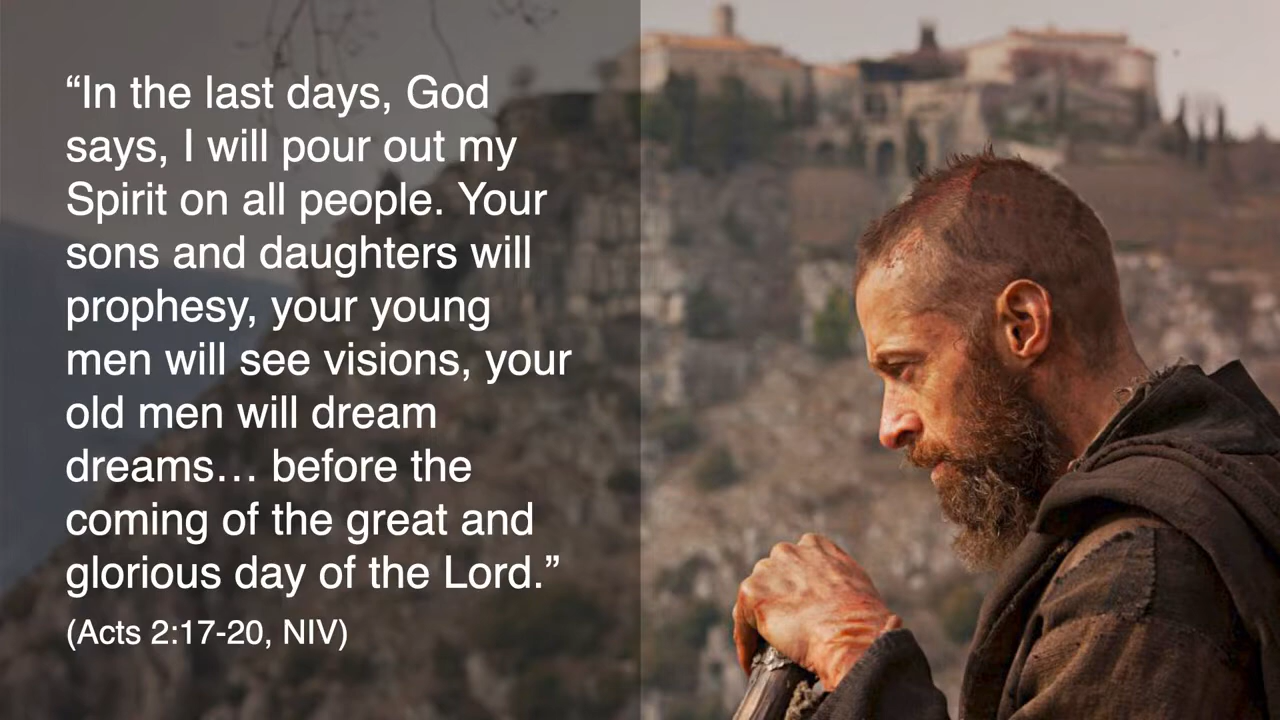 “In the last days, God
says, I will pour out my
Spirit on all people. Your
sons and daughters will
prophesy, your young
men will see visions, your
old men will dream
dreams… before the
coming of the great and
glorious day of the Lord.”
(Acts 2:17-20, NIV)